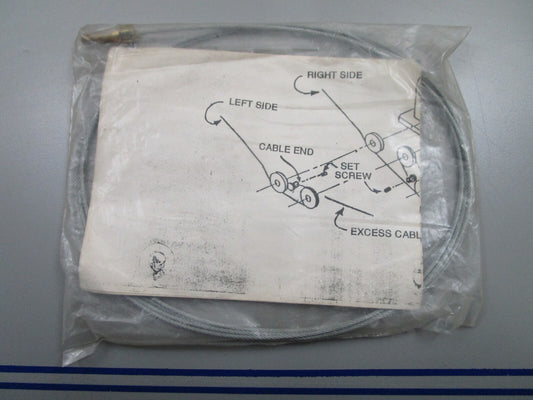 RIGHT SIDE
LEFT SIDE
CABLE END
SET
SCREW
EXCESS CABL